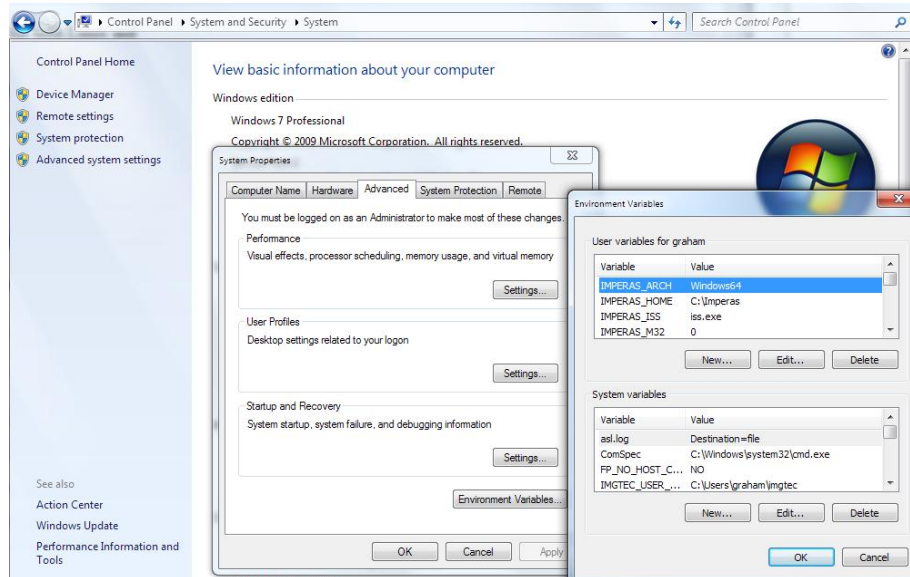 Control Panel ▸ System and Security ▸ System
Search Control Panel
Control Panel Home
Device Manager
Remote settings
System protection
Advanced system settings
See also
Action Center
Windows Update
Performance Information and
Tools
View basic information about your computer
Windows edition
Windows 7 Professional
Copyright © 2009 Microsoft Corporation. All rights reserved.
System Properties
Computer Name Hardware Advanced System Protection Remote
You must be logged on as an Administrator to make most of these changes.
Performance
Visual effects, processor scheduling, memory usage, and virtual memory
Settings...
User Profiles
Desktop settings related to your logon
Settings...
Startup and Recovery
System startup, system failure, and debugging information
Settings...
Environment Variables...
OK Cancel Apply
Environment Variables
User variables for graham
Variable Value
IMPERAS_ARCH Windows64
IMPERAS_HOME C:\Imperas
IMPERAS_ISS iss.exe
IMPERAS_M32 0
New... Edit... Delete
System variables
Variable Value
asl.log Destination=file
ComSpec C:\Windows\system32\cmd.exe
FP_NO_HOST_C... NO
IMGTEC_USER_... C:\Users\graham\imgtec
New... Edit... Delete
OK Cancel